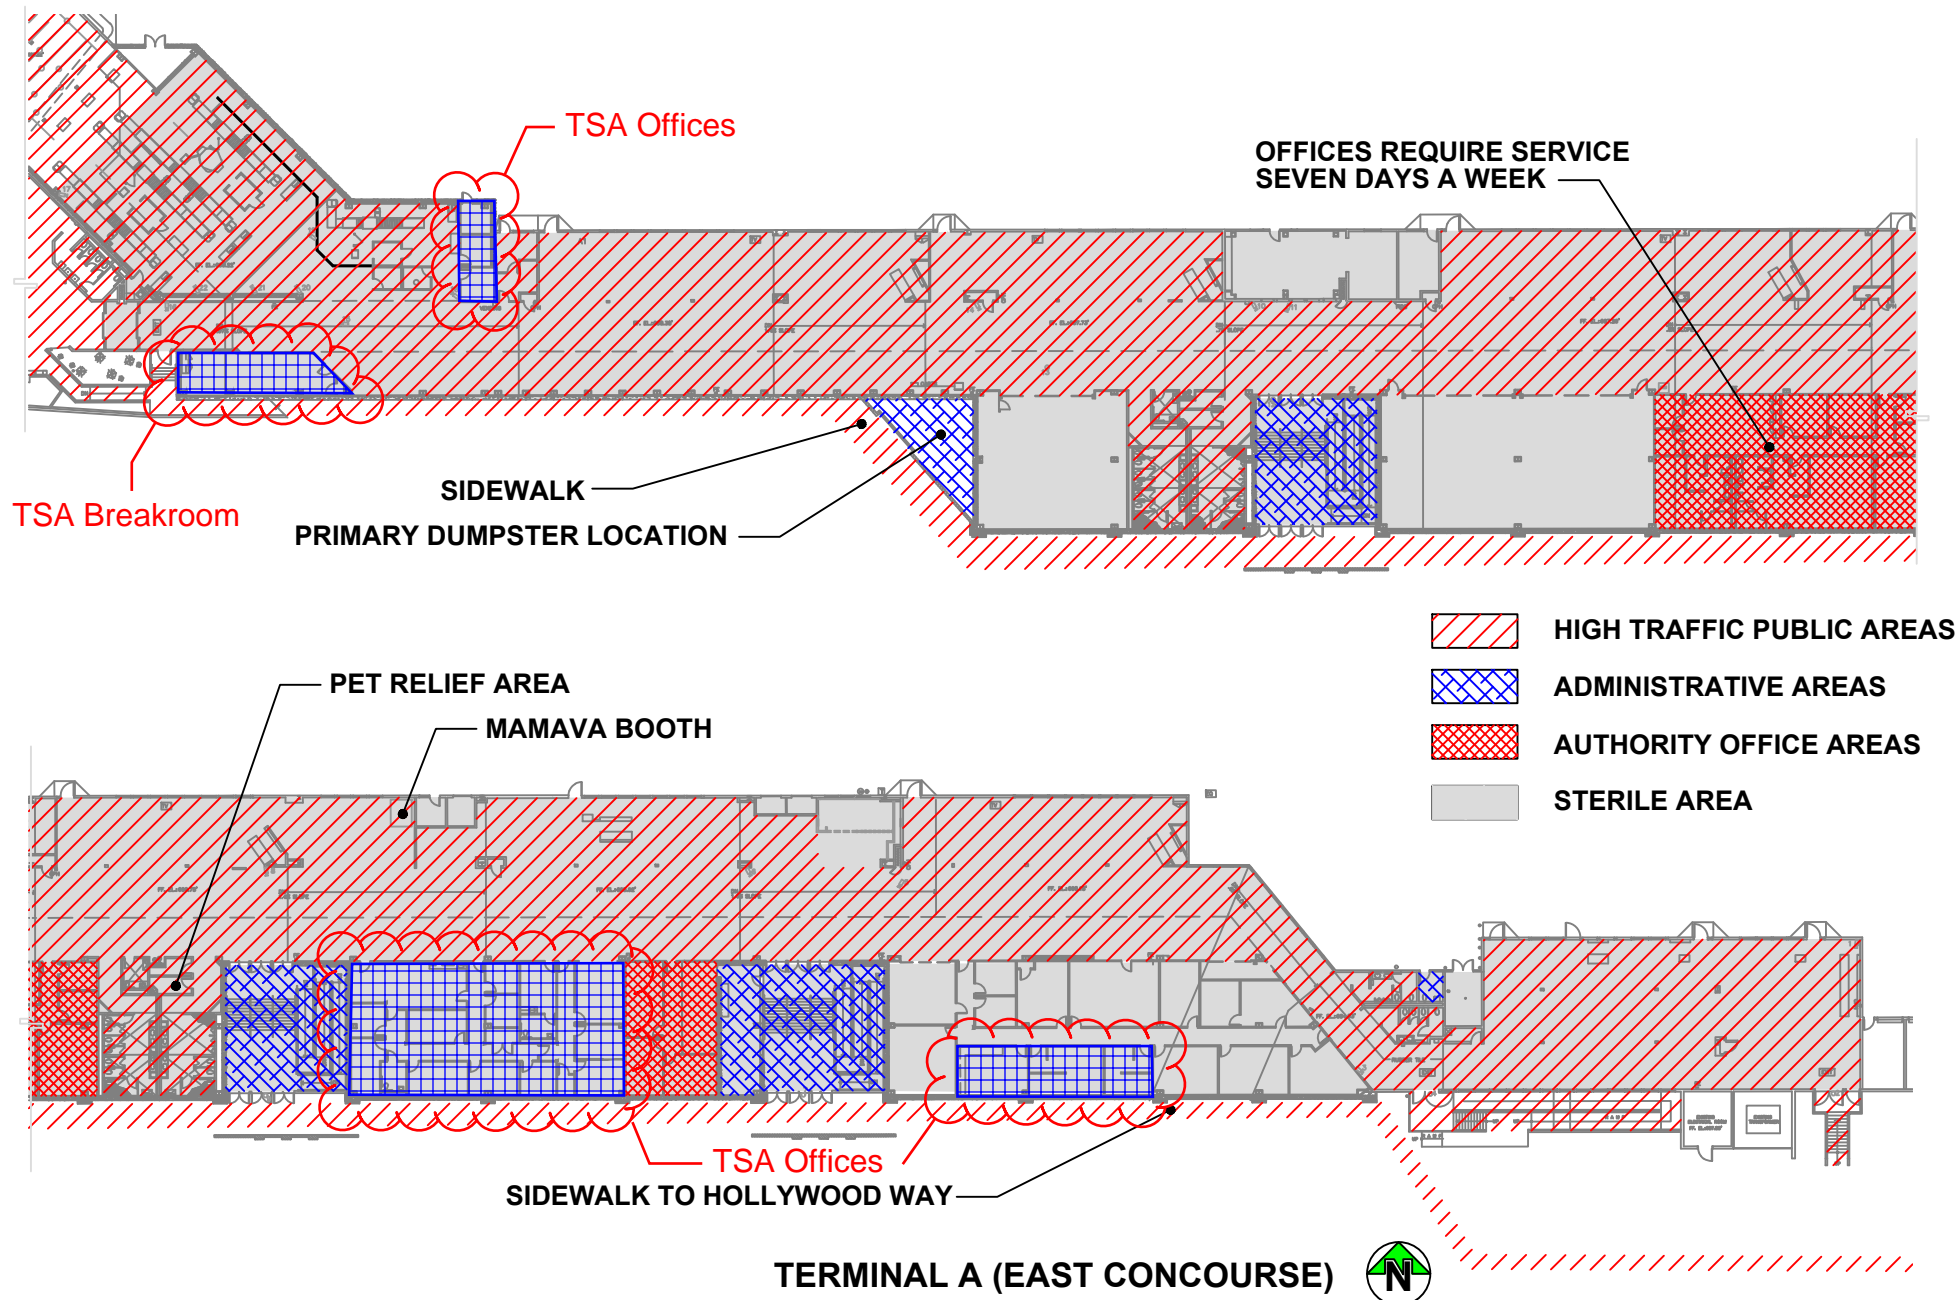 TSA Offices
OFFICES REQUIRE SERVICE
SEVEN DAYS A WEEK
SIDEWALK
PRIMARY DUMPSTER LOCATION
TSA Breakroom
HIGH TRAFFIC PUBLIC AREAS
ADMINISTRATIVE AREAS
AUTHORITY OFFICE AREAS
STERILE AREA
PET RELIEF AREA
MAMAVA BOOTH
TSA Offices
SIDEWALK TO HOLLYWOOD WAY
TERMINAL A (EAST CONCOURSE)
N